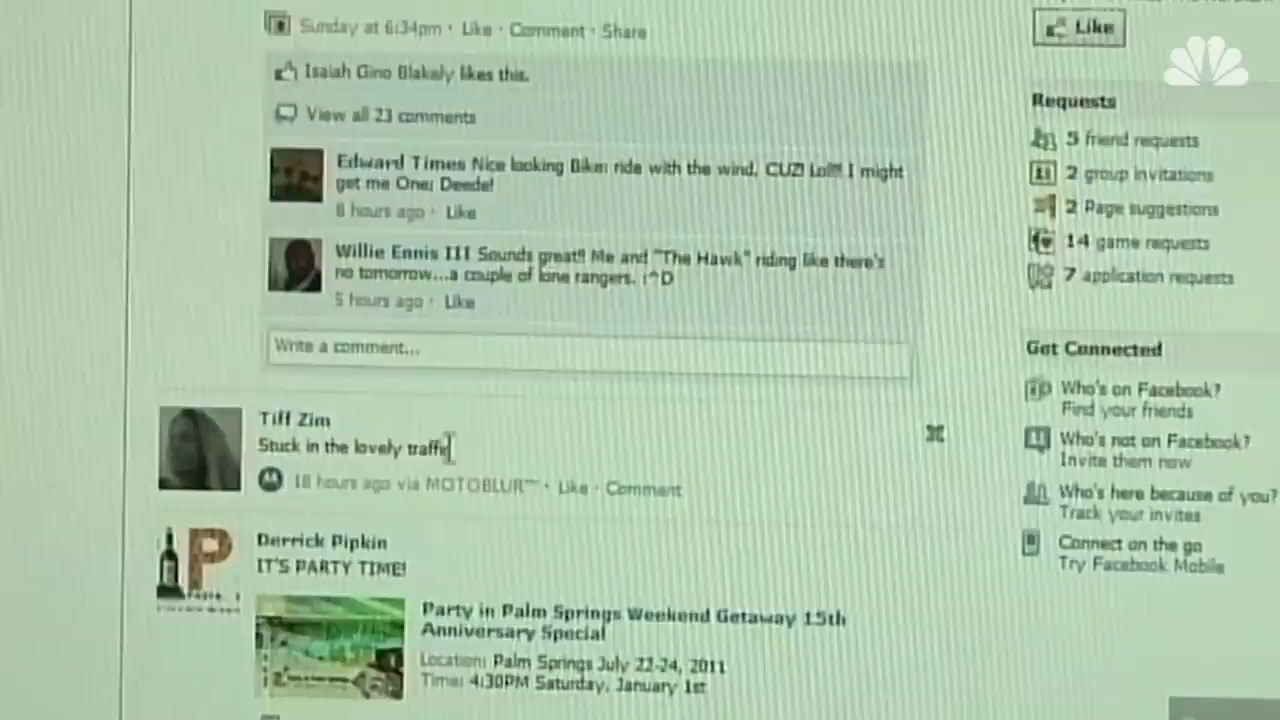 Sunday at 6:34pm · Like · Comment · Share
Isaiah Gino Blakely likes this.
View all 23 comments
Edward Times Nice looking Bike; ride with the wind, CUZ! Lol!!! I might
get me One; Deede!
8 hours ago · Like
Willie Ennis III Sounds great!! Me and "The Hawk" riding like there's
no tomorrow...a couple of lone rangers. :^D
5 hours ago · Like
Write a comment...
Tiff Zim
Stuck in the lovely traffic
18 hours ago via MOTOBLUR™ · Like · Comment
Derrick Pipkin
IT'S PARTY TIME!
Party in Palm Springs Weekend Getaway 15th
Anniversary Special
Location: Palm Springs July 22-24, 2011
Time: 4:30PM Saturday, January 1st
Like
Requests
3 friend requests
2 group invitations
2 Page suggestions
14 game requests
7 application requests
Get Connected
Who's on Facebook?
Find your friends
Who's not on Facebook?
Invite them now
Who's here because of you?
Track your invites
Connect on the go
Try Facebook Mobile